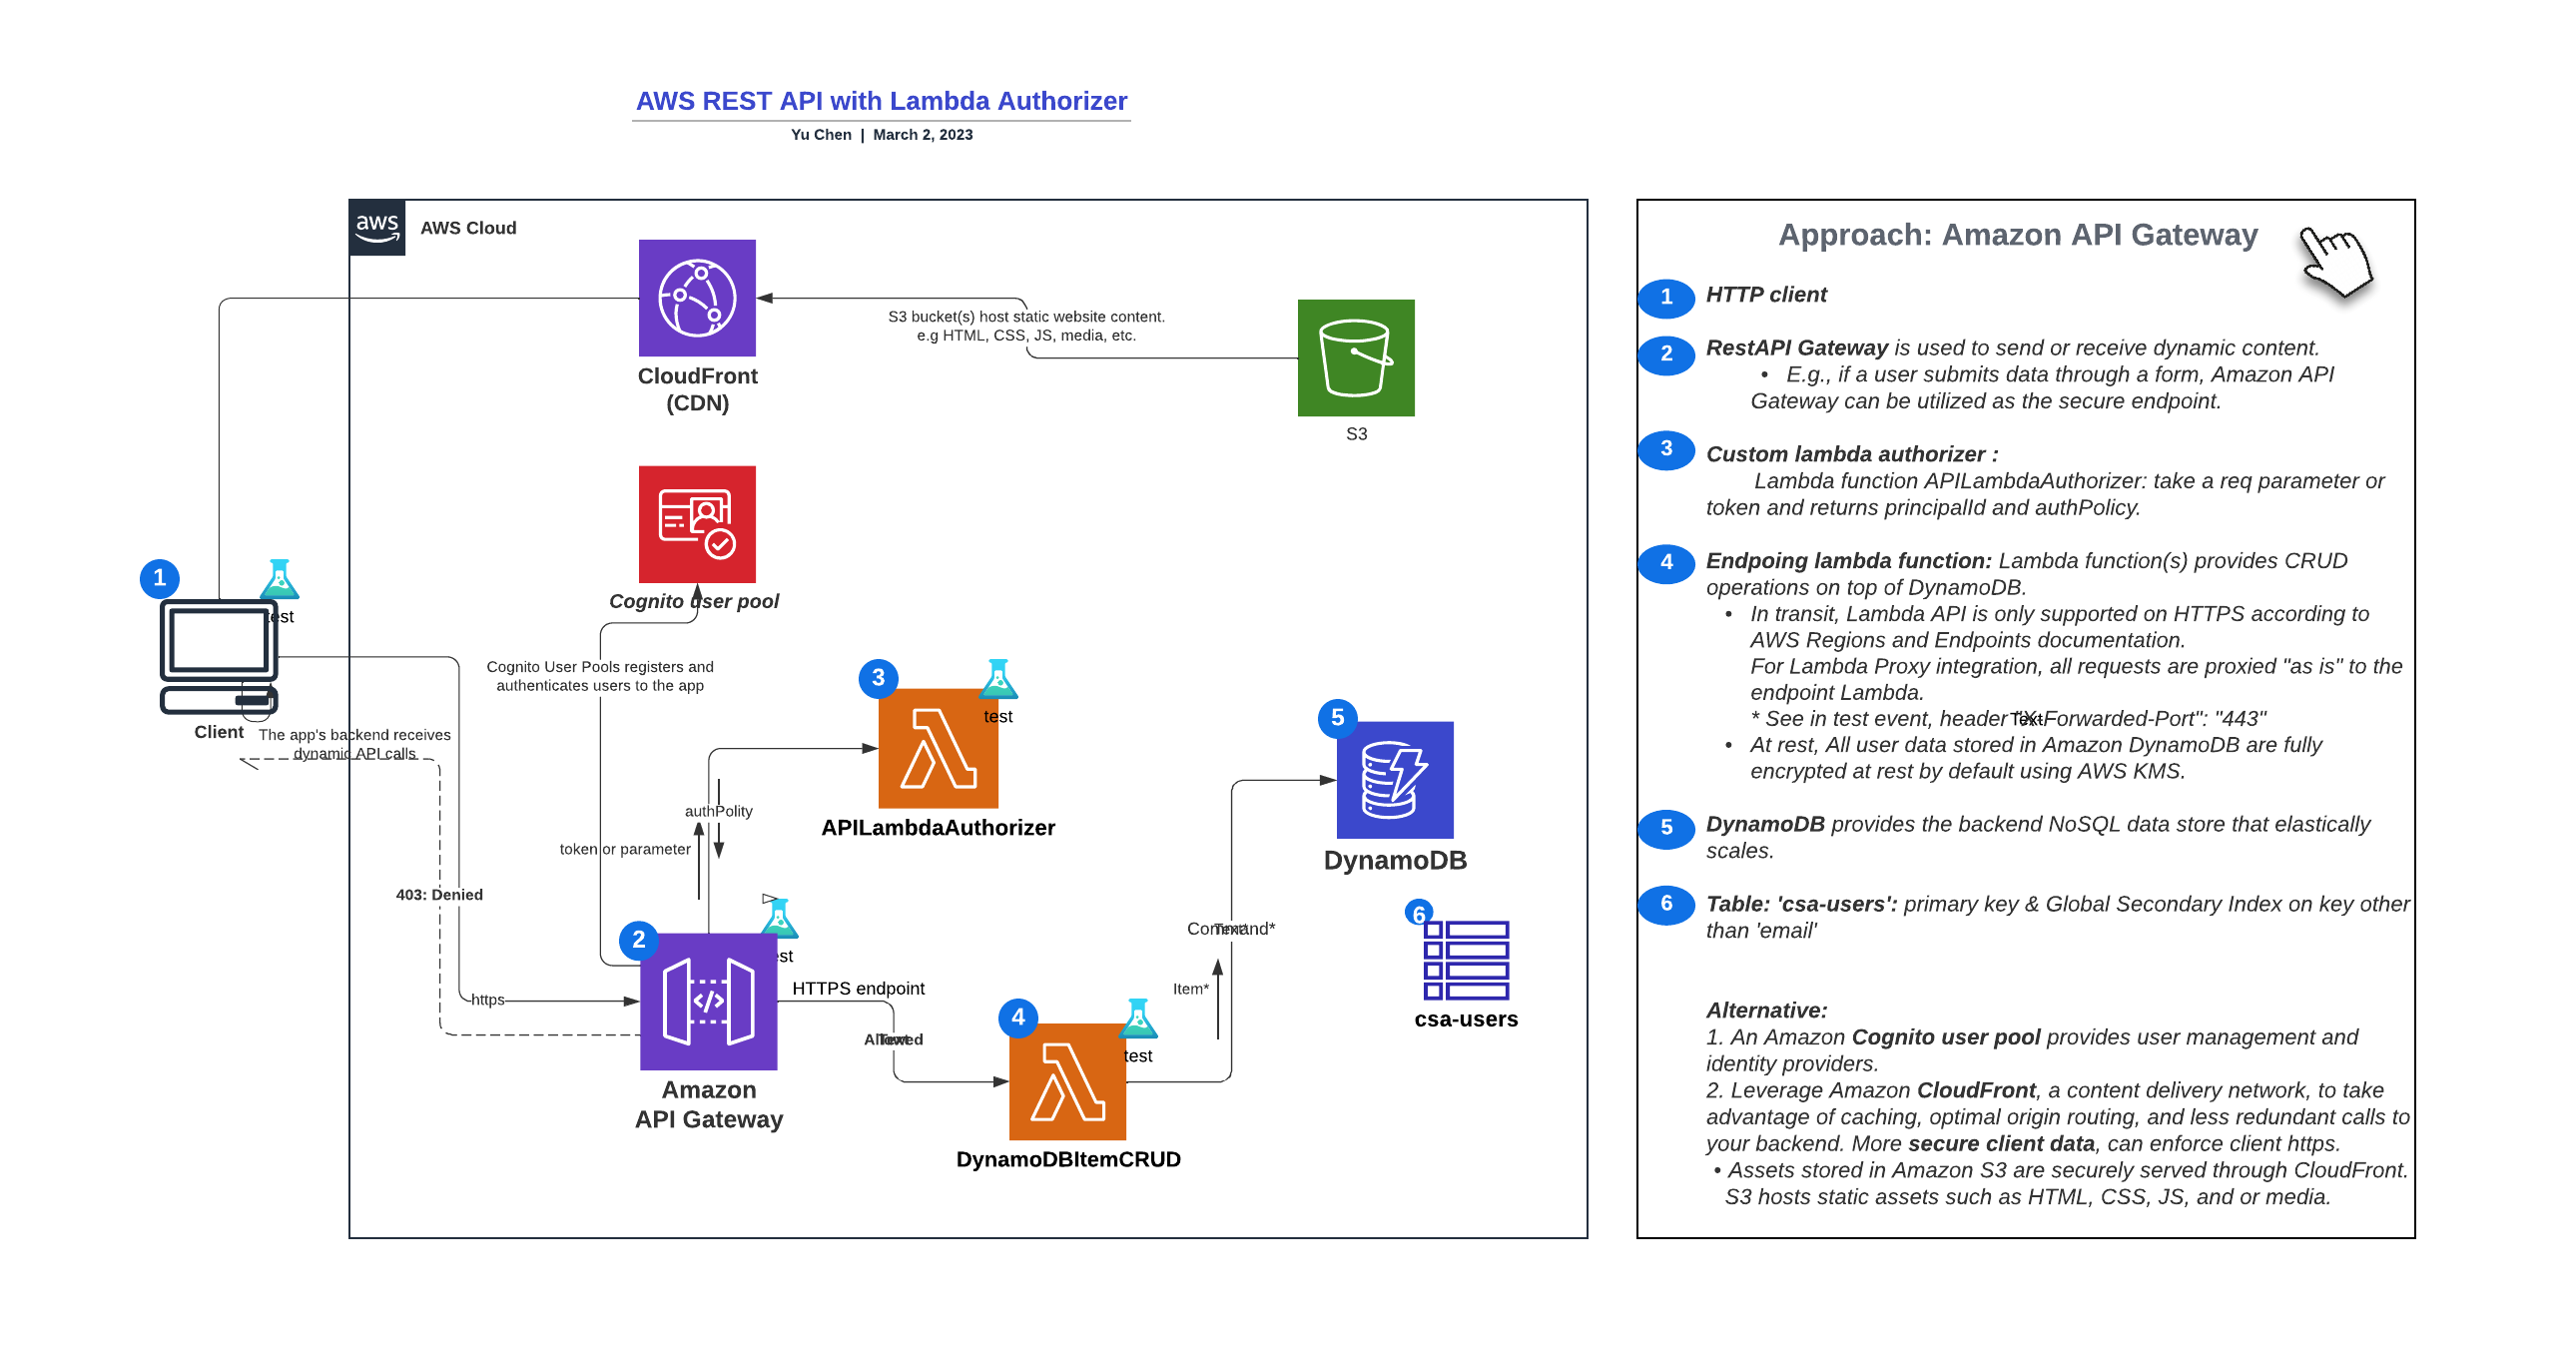 AWS REST API with Lambda Authorizer
Yu Chen | March 2, 2023
aws
AWS Cloud
CloudFront
(CDN)
S3 bucket(s) host static website content.
e.g HTML, CSS, JS, media, etc.
S3
Cognito user pool
1
test
Client
The app's backend receives
dynamic API calls
Cognito User Pools registers and
authenticates users to the app
3
test
APILambdaAuthorizer
authPolity
token or parameter
403: Denied
https
2
est
Amazon
API Gateway
HTTPS endpoint
Allowed
4
test
DynamoDBItemCRUD
Command*
Item*
5
DynamoDB
6
csa-users
Approach: Amazon API Gateway
1 HTTP client
2 RestAPI Gateway is used to send or receive dynamic content.
• E.g., if a user submits data through a form, Amazon API
Gateway can be utilized as the secure endpoint.
3 Custom lambda authorizer :
Lambda function APILambdaAuthorizer: take a req parameter or
token and returns principalId and authPolicy.
4 Endpoing lambda function: Lambda function(s) provides CRUD
operations on top of DynamoDB.
• In transit, Lambda API is only supported on HTTPS according to
AWS Regions and Endpoints documentation.
For Lambda Proxy integration, all requests are proxied "as is" to the
endpoint Lambda.
* See in test event, header "X-Forwarded-Port": "443"
Text
• At rest, All user data stored in Amazon DynamoDB are fully
encrypted at rest by default using AWS KMS.
5 DynamoDB provides the backend NoSQL data store that elastically
scales.
6 Table: 'csa-users': primary key & Global Secondary Index on key other
than 'email'
Alternative:
1. An Amazon Cognito user pool provides user management and
identity providers.
2. Leverage Amazon CloudFront, a content delivery network, to take
advantage of caching, optimal origin routing, and less redundant calls to
your backend. More secure client data, can enforce client https.
• Assets stored in Amazon S3 are securely served through CloudFront.
S3 hosts static assets such as HTML, CSS, JS, and or media.